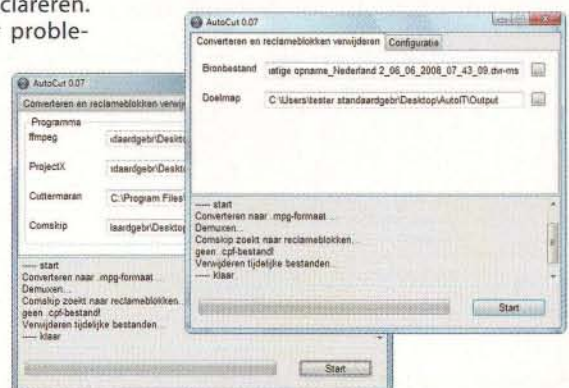 clareren.
proble-
AutoCut 0.07
Converteren en reclameblokken verwijderen Configuratie
Bronbestand atige opname_Nederland 2_06_06_2008_07_43_09.dvr-ms ...
Doelmap C:\Users\tester standaardgebr\Desktop\AutoIT\Output ...
---- start
Converteren naar .mpg-formaat...
Demuxen...
Comskip zoekt naar reclameblokken...
geen .cpf-bestand!
Verwijderen tijdelijke bestanden...
---- klaar
Start
AutoCut 0.07
Converteren en reclameblokken verwij
Programma
ffmpeg daardgebr\Deskto
ProjectX tdaardgebr\Deskto
Cuttermaran C:\Program Files\
Comskip laardgebr\Desktop
---- start
Converteren naar .mpg-formaat...
Demuxen...
Comskip zoekt naar reclameblokken...
geen .cpf-bestand!
Verwijderen tijdelijke bestanden...
---- klaar
Start